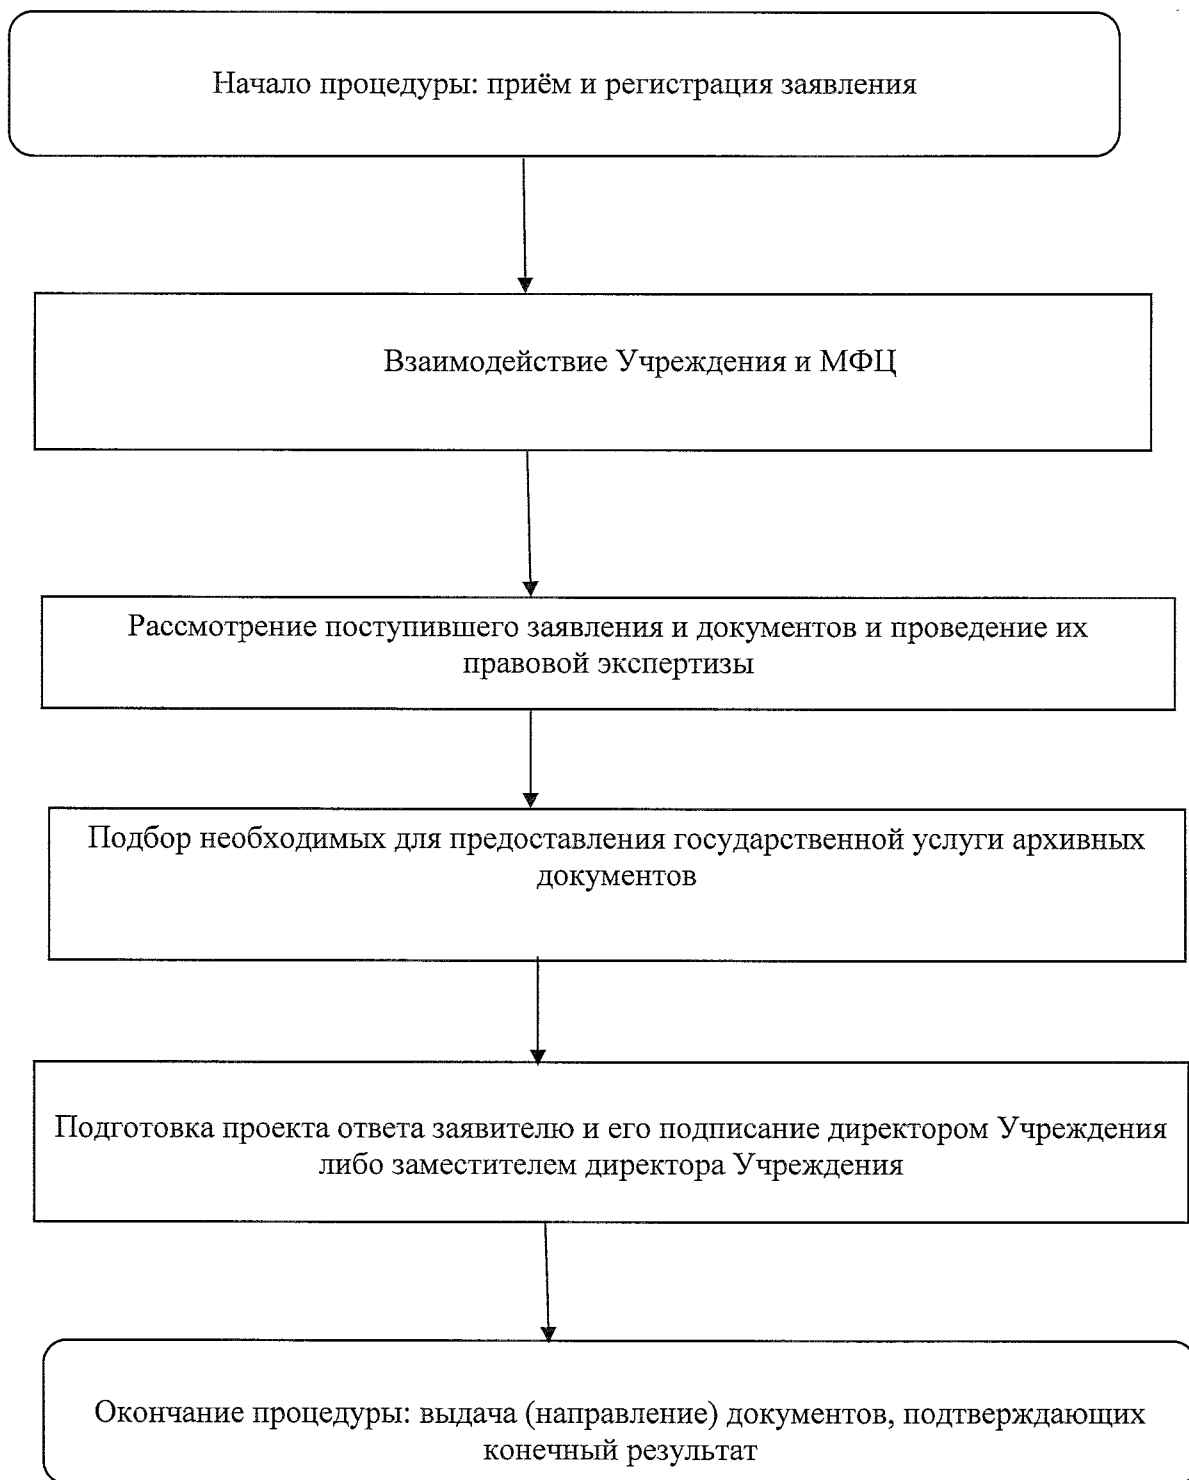 Начало процедуры: приём и регистрация заявления
Взаимодействие Учреждения и МФЦ
Рассмотрение поступившего заявления и документов и проведение их
правовой экспертизы
Подбор необходимых для предоставления государственной услуги архивных
документов
Подготовка проекта ответа заявителю и его подписание директором Учреждения
либо заместителем директора Учреждения
Окончание процедуры: выдача (направление) документов, подтверждающих
конечный результат